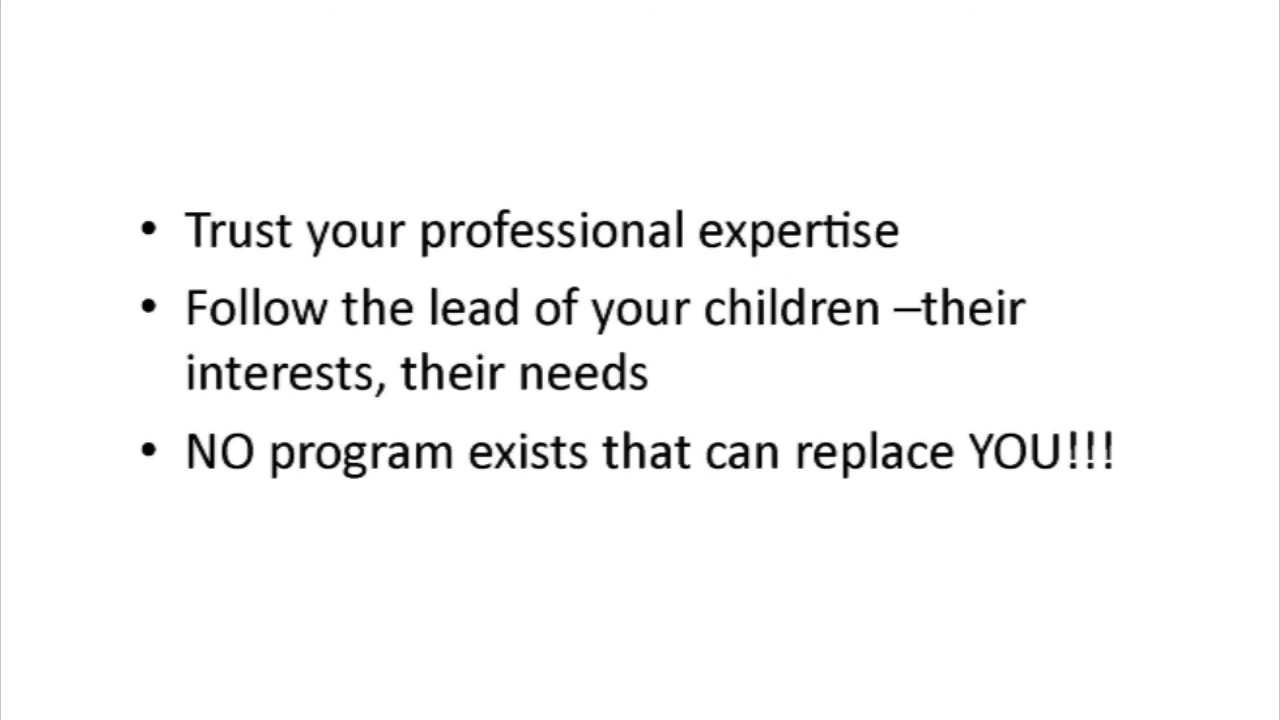 • Trust your professional expertise
• Follow the lead of your children –their
interests, their needs
• NO program exists that can replace YOU!!!